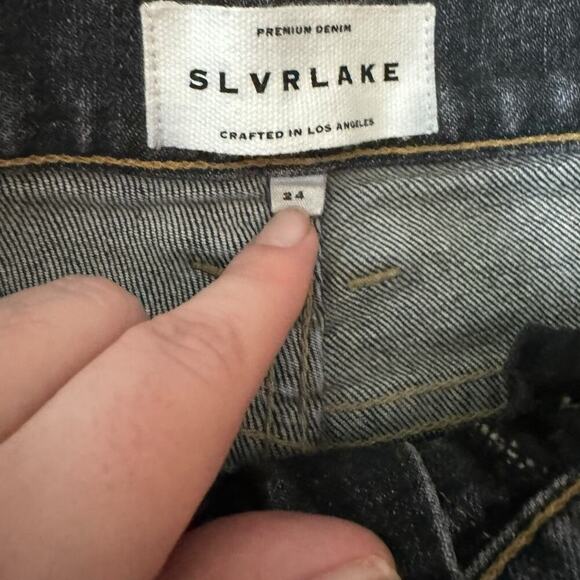 PREMIUM DENIM
SLVRLAKE
CRAFTED IN LOS ANGELES
24